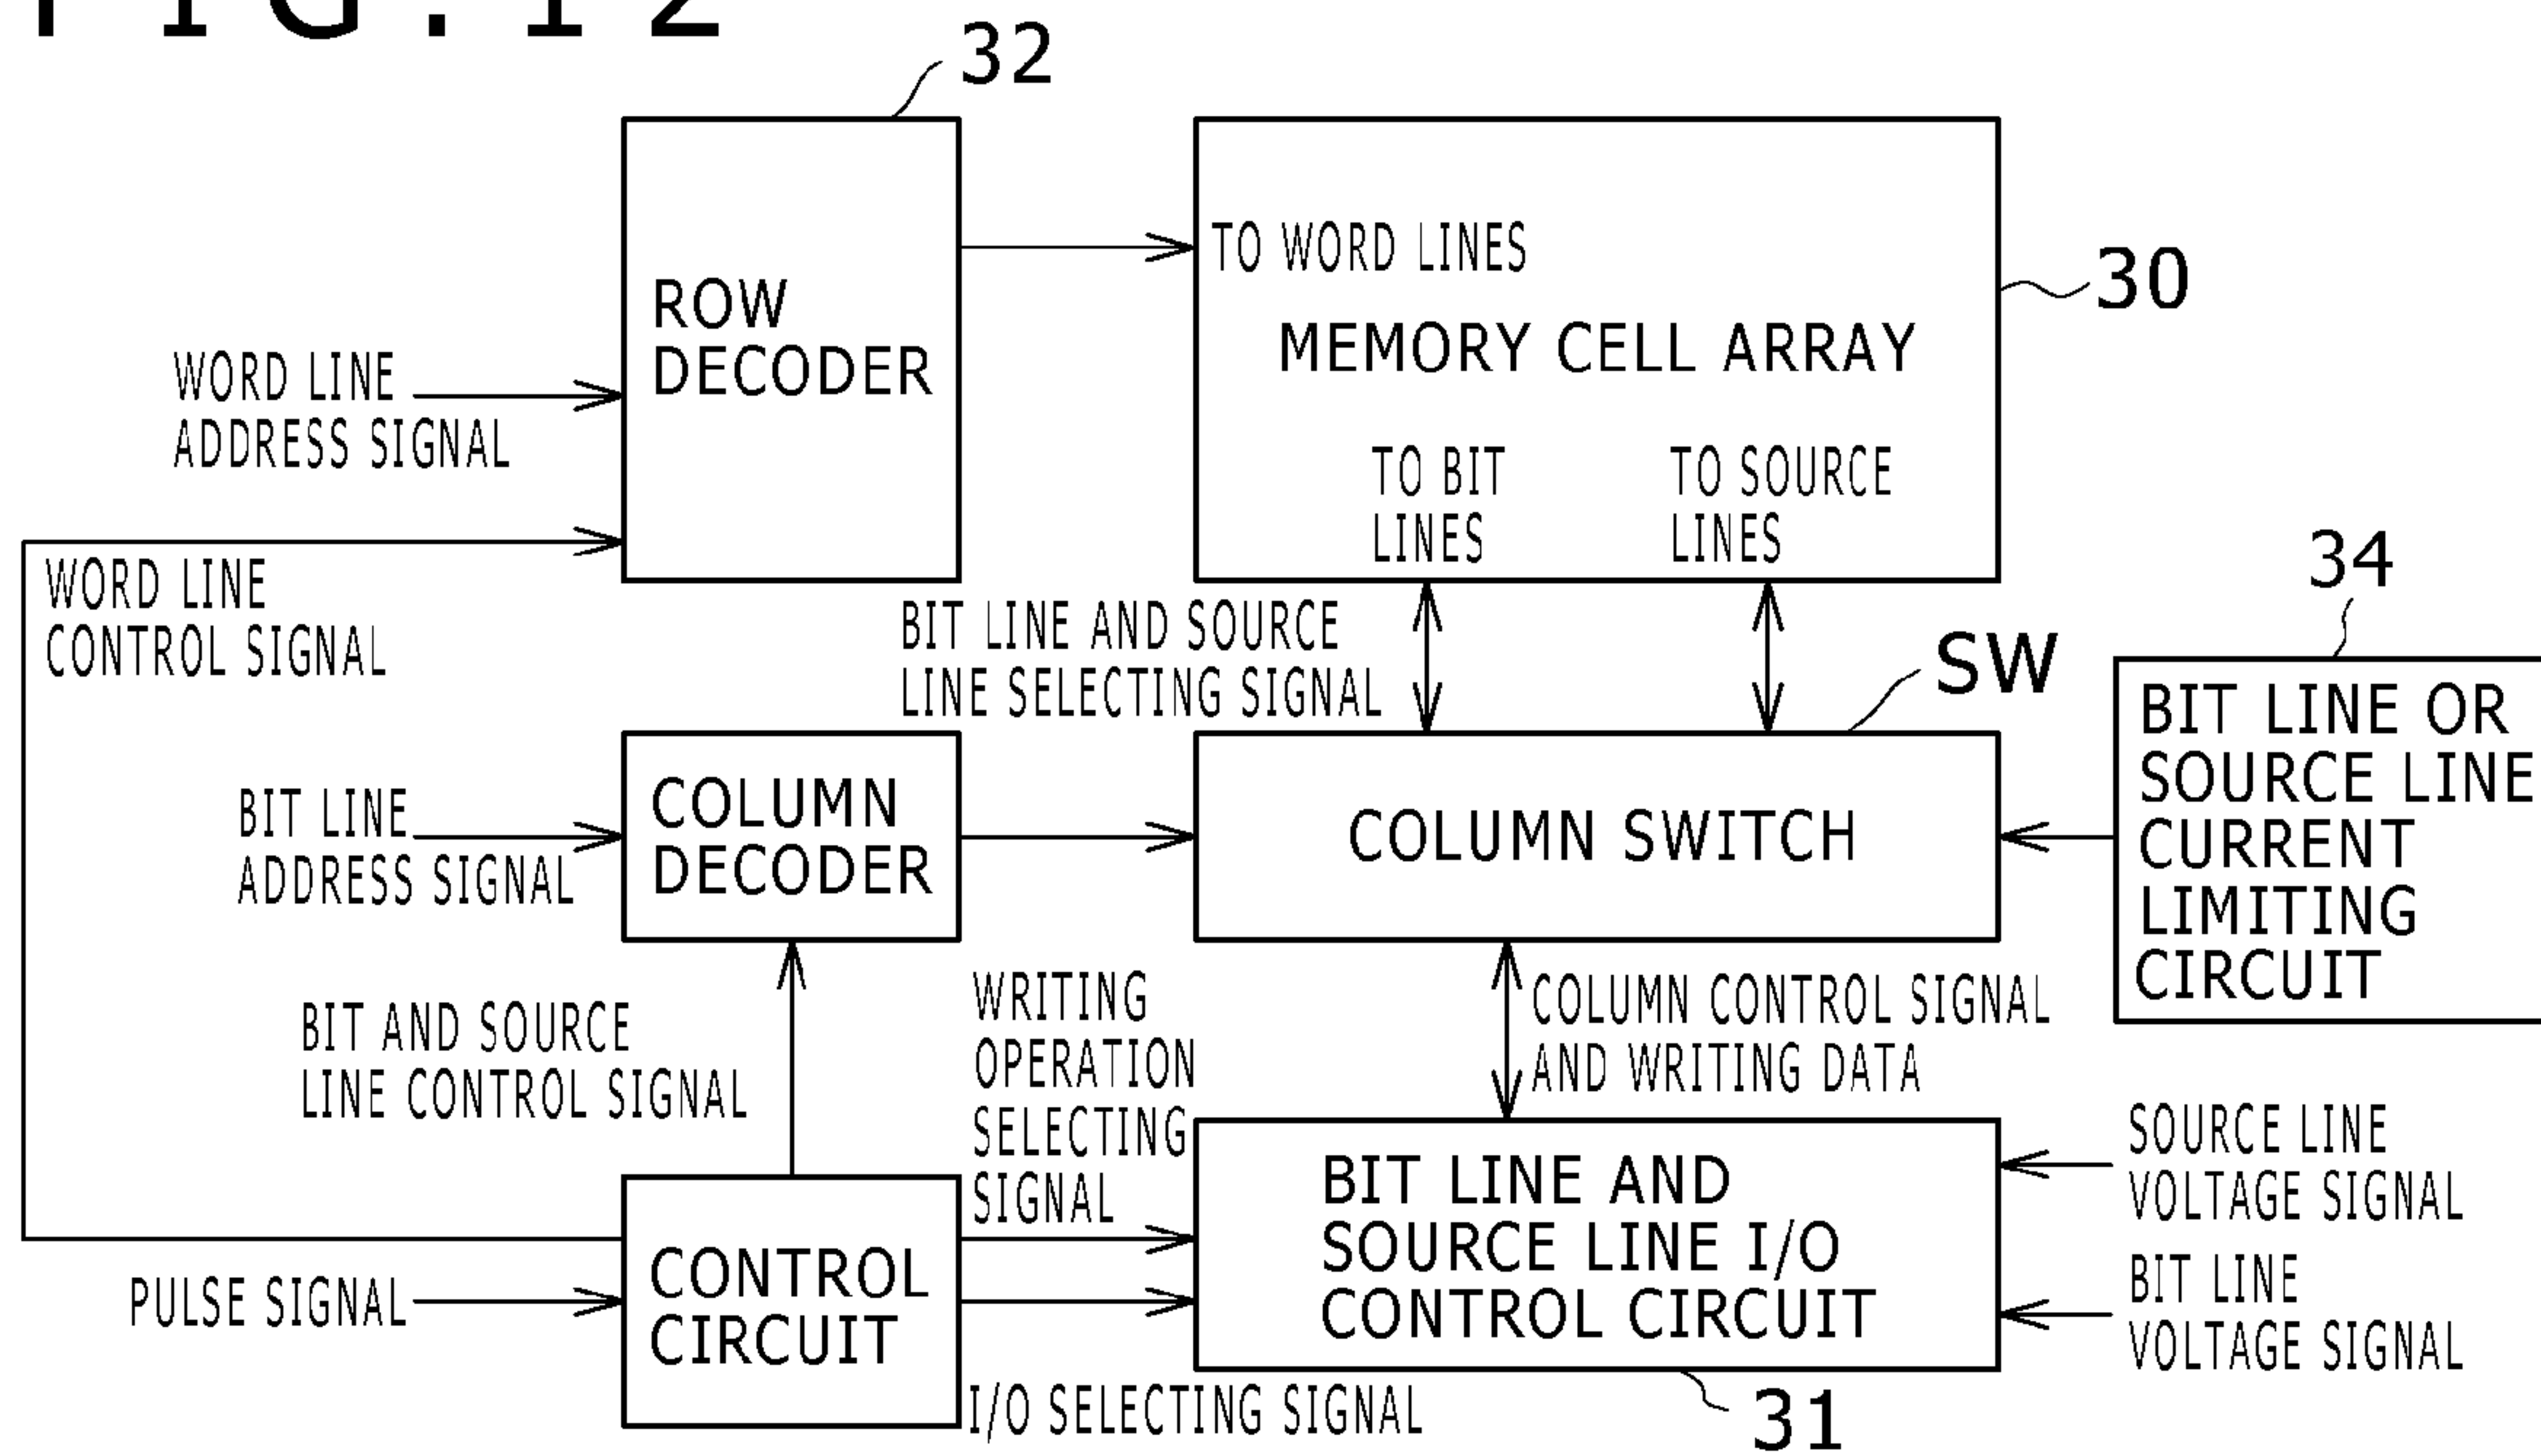 FIG.12
32
ROW
DECODER
TO WORD LINES
MEMORY CELL ARRAY
30
WORD LINE
ADDRESS SIGNAL
TO BIT
LINES
TO SOURCE
LINES
WORD LINE
CONTROL SIGNAL
BIT LINE AND SOURCE
LINE SELECTING SIGNAL
SW
34
BIT LINE OR
SOURCE LINE
CURRENT
LIMITING
CIRCUIT
BIT LINE
ADDRESS SIGNAL
COLUMN
DECODER
COLUMN SWITCH
BIT AND SOURCE
LINE CONTROL SIGNAL
WRITING
OPERATION
SELECTING
SIGNAL
COLUMN CONTROL SIGNAL
AND WRITING DATA
SOURCE LINE
VOLTAGE SIGNAL
PULSE SIGNAL
CONTROL
CIRCUIT
BIT LINE AND
SOURCE LINE I/O
CONTROL CIRCUIT
BIT LINE
VOLTAGE SIGNAL
I/O SELECTING SIGNAL
31